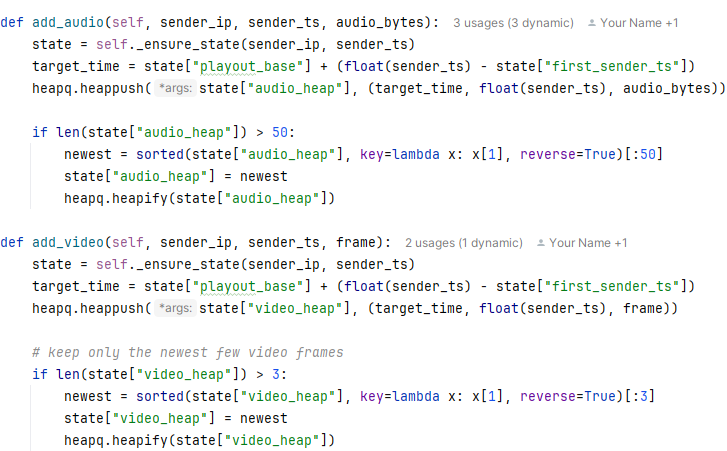 def add_audio(self, sender_ip, sender_ts, audio_bytes):   3 usages (3 dynamic)   Your Name +1
    state = self._ensure_state(sender_ip, sender_ts)
    target_time = state["playout_base"] + (float(sender_ts) - state["first_sender_ts"])
    heapq.heappush( *args: state["audio_heap"], (target_time, float(sender_ts), audio_bytes))

    if len(state["audio_heap"]) > 50:
        newest = sorted(state["audio_heap"], key=lambda x: x[1], reverse=True)[:50]
        state["audio_heap"] = newest
        heapq.heapify(state["audio_heap"])

def add_video(self, sender_ip, sender_ts, frame):   2 usages (1 dynamic)   Your Name +1
    state = self._ensure_state(sender_ip, sender_ts)
    target_time = state["playout_base"] + (float(sender_ts) - state["first_sender_ts"])
    heapq.heappush( *args: state["video_heap"], (target_time, float(sender_ts), frame))

    # keep only the newest few video frames
    if len(state["video_heap"]) > 3:
        newest = sorted(state["video_heap"], key=lambda x: x[1], reverse=True)[:3]
        state["video_heap"] = newest
        heapq.heapify(state["video_heap"])